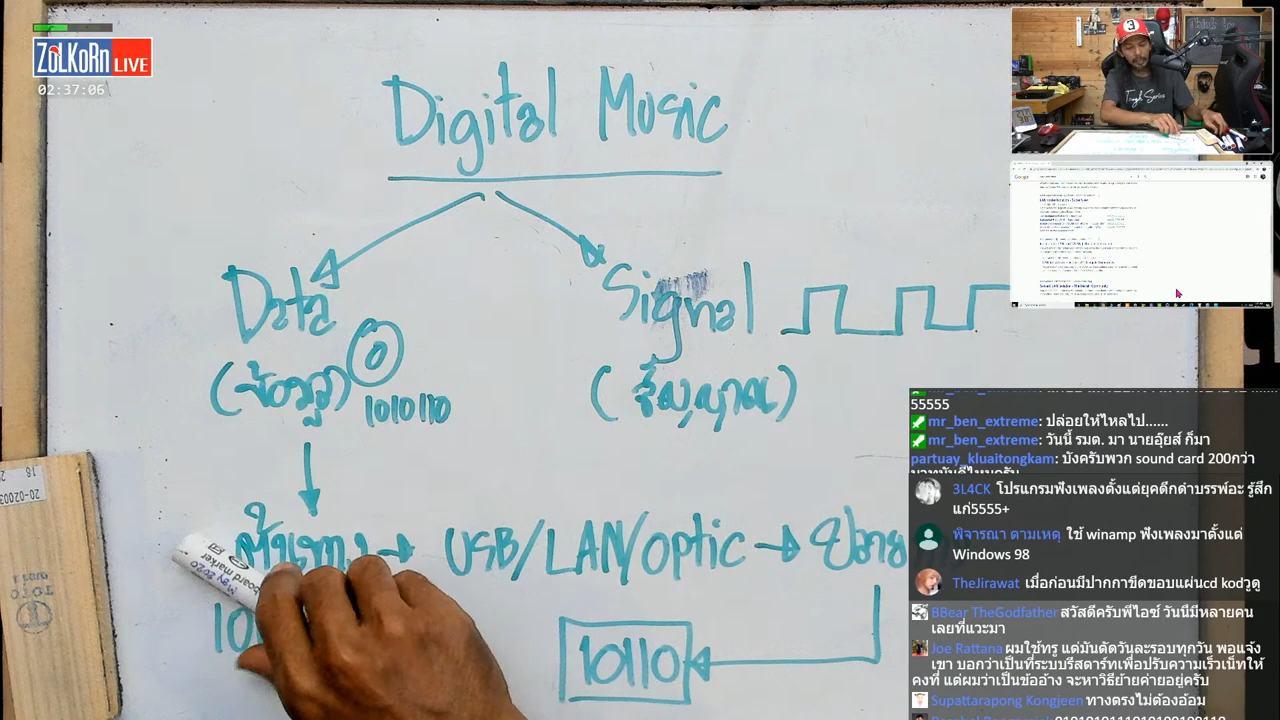 ZOLKORN LIVE
02:37:06
Digital Music
Data
(ข้อมูล)
1010110
Signal
(สัญญาณ)
ต้นทาง
USB/LAN/optic
ปลาย
10
10110
55555
mr_ben_extreme: ปล่อยให้ไหลไป......
mr_ben_extreme: วันนี้ รมต. มา นายอุ๊ยส์ ก็มา
partuay_kluaitongkam: บังครับพวก sound card 200กว่า
3L4CK โปรแกรมฟังเพลงตั้งแต่ยุคดึกดำบรรพ์อะ รู้สึก
แก่5555+
พิจารณา ตามเหตุ ใช้ winamp ฟังเพลงมาตั้งแต่
Windows 98
TheJirawat เมื่อก่อนมีปากกาขีดขอบแผ่นcd kodวูดู
BBear TheGodfather สวัสดีครับพี่ไอซ์ วันนี้มีหลายคน
เลยที่แวะมา
Joe Rattana ผมใช้ทรู แต่มันตัดวันละรอบทุกวัน พอแจ้ง
เขา บอกว่าเป็นที่ระบบรีสตาร์ทเพื่อปรับความเร็วเน็ทให้
คงที่ แต่ผมว่าเป็นข้ออ้าง จะหาวิธีย้ายค่ายอยู่ครับ
Supattarapong Kongjeen ทางตรงไม่ต้องอ้อม
board marker
May 2020
Google